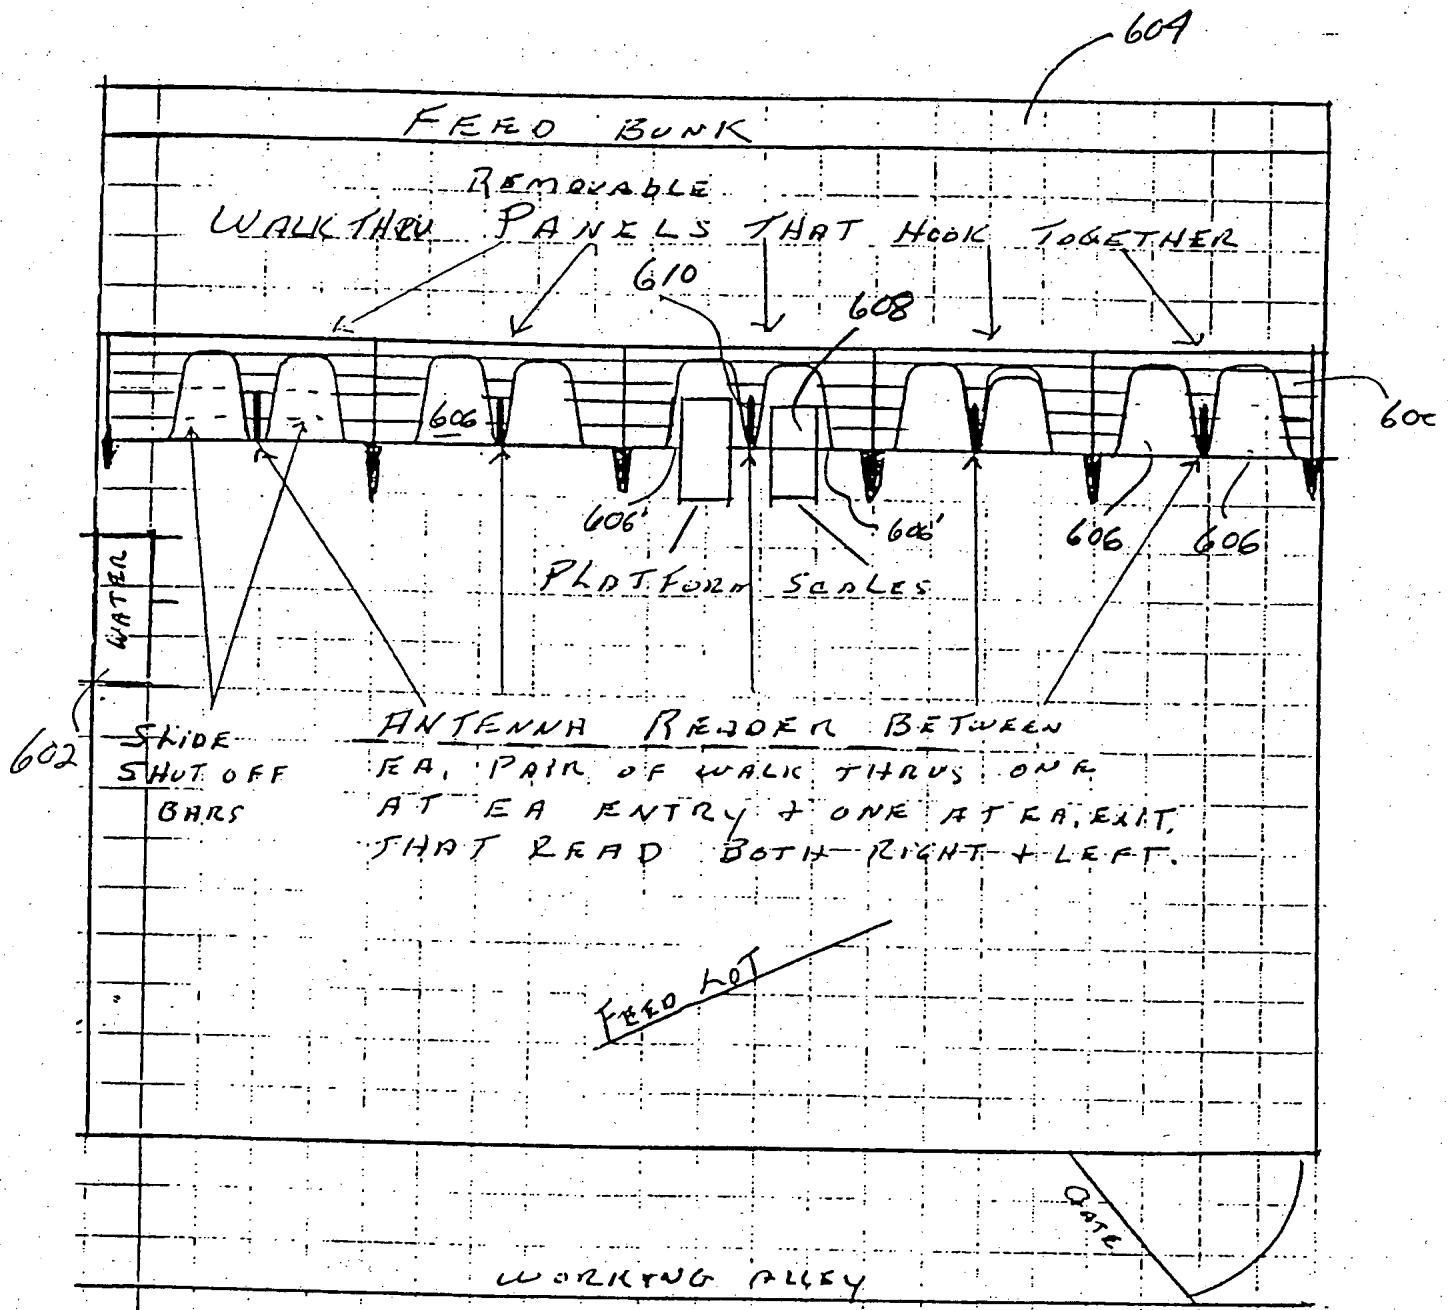 604
FEED BUNK
REMOVABLE
WALK THRU PANELS THAT HOOK TOGETHER
610
608
606
600
606'
606'
606
606
PLATFORM SCALES
WATER
602
SLIDE
SHUT OFF
BARS
ANTENNA READER BETWEEN
EA. PAIR OF WALK THRUS ONE
AT EA ENTRY + ONE AT EA. EXIT.
THAT READ BOTH RIGHT + LEFT.
FEED LOT
GATE
WORKING ALLEY